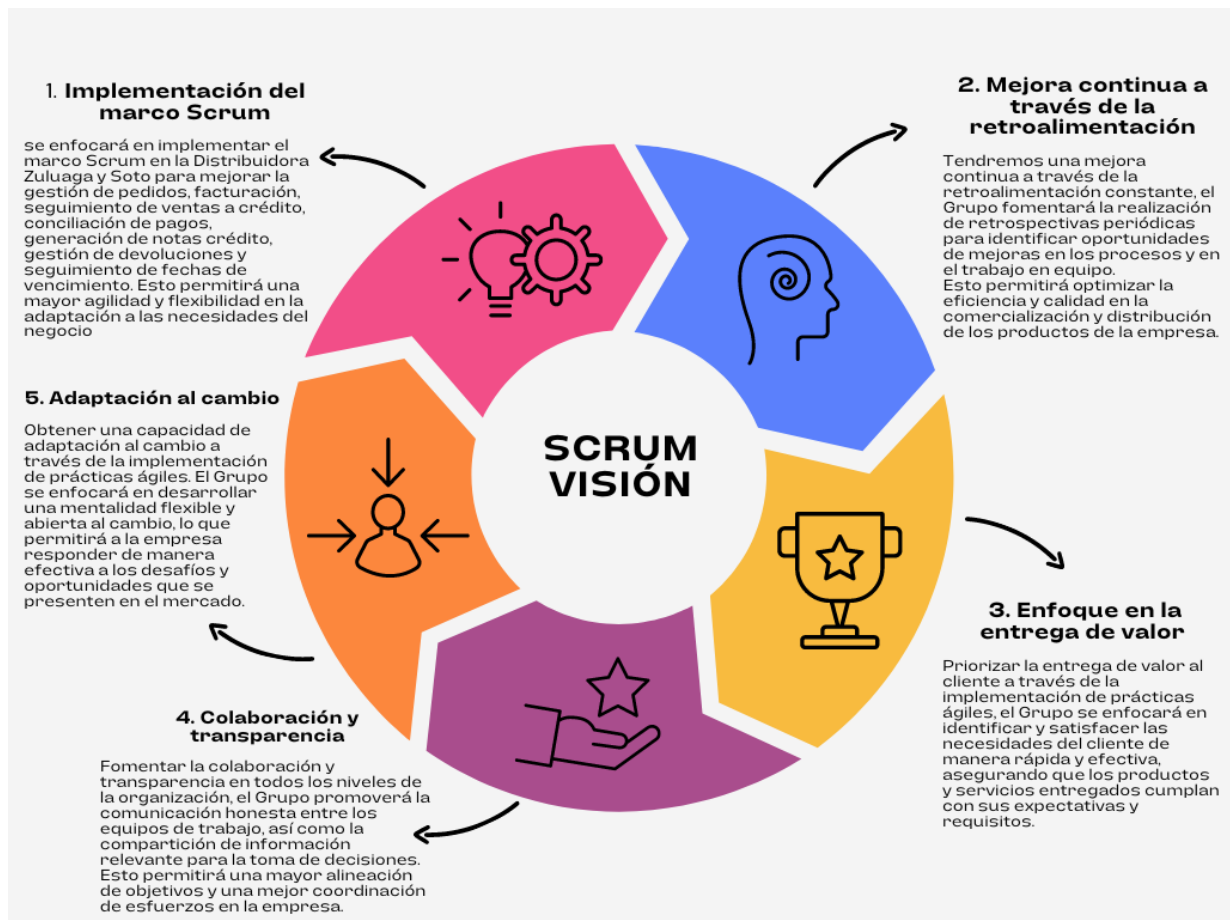 SCRUM
VISIÓN
1. Implementación del
marco Scrum
se enfocará en implementar el
marco Scrum en la Distribuidora
Zuluaga y Soto para mejorar la
gestión de pedidos, facturación,
seguimiento de ventas a crédito,
conciliación de pagos,
generación de notas crédito,
gestión de devoluciones y
seguimiento de fechas de
vencimiento. Esto permitirá una
mayor agilidad y flexibilidad en la
adaptación a las necesidades del
negocio
2. Mejora continua a
través de la
retroalimentación
Tendremos una mejora
continua a través de la
retroalimentación constante, el
Grupo fomentará la realización
de retrospectivas periódicas
para identificar oportunidades
de mejoras en los procesos y en
el trabajo en equipo.
Esto permitirá optimizar la
eficiencia y calidad en la
comercialización y distribución
de los productos de la empresa.
3. Enfoque en la
entrega de valor
Priorizar la entrega de valor al
cliente a través de la
implementación de prácticas
ágiles, el Grupo se enfocará en
identificar y satisfacer las
necesidades del cliente de
manera rápida y efectiva,
asegurando que los productos
y servicios entregados cumplan
con sus expectativas y
requisitos.
4. Colaboración y
transparencia
Fomentar la colaboración y
transparencia en todos los niveles de
la organización, el Grupo promoverá la
comunicación honesta entre los
equipos de trabajo, así como la
compartición de información
relevante para la toma de decisiones.
Esto permitirá una mayor alineación
de objetivos y una mejor coordinación
de esfuerzos en la empresa.
5. Adaptación al cambio
Obtener una capacidad de
adaptación al cambio a
través de la implementación
de prácticas ágiles. El Grupo
se enfocará en desarrollar
una mentalidad flexible y
abierta al cambio, lo que
permitirá a la empresa
responder de manera
efectiva a los desafíos y
oportunidades que se
presenten en el mercado.